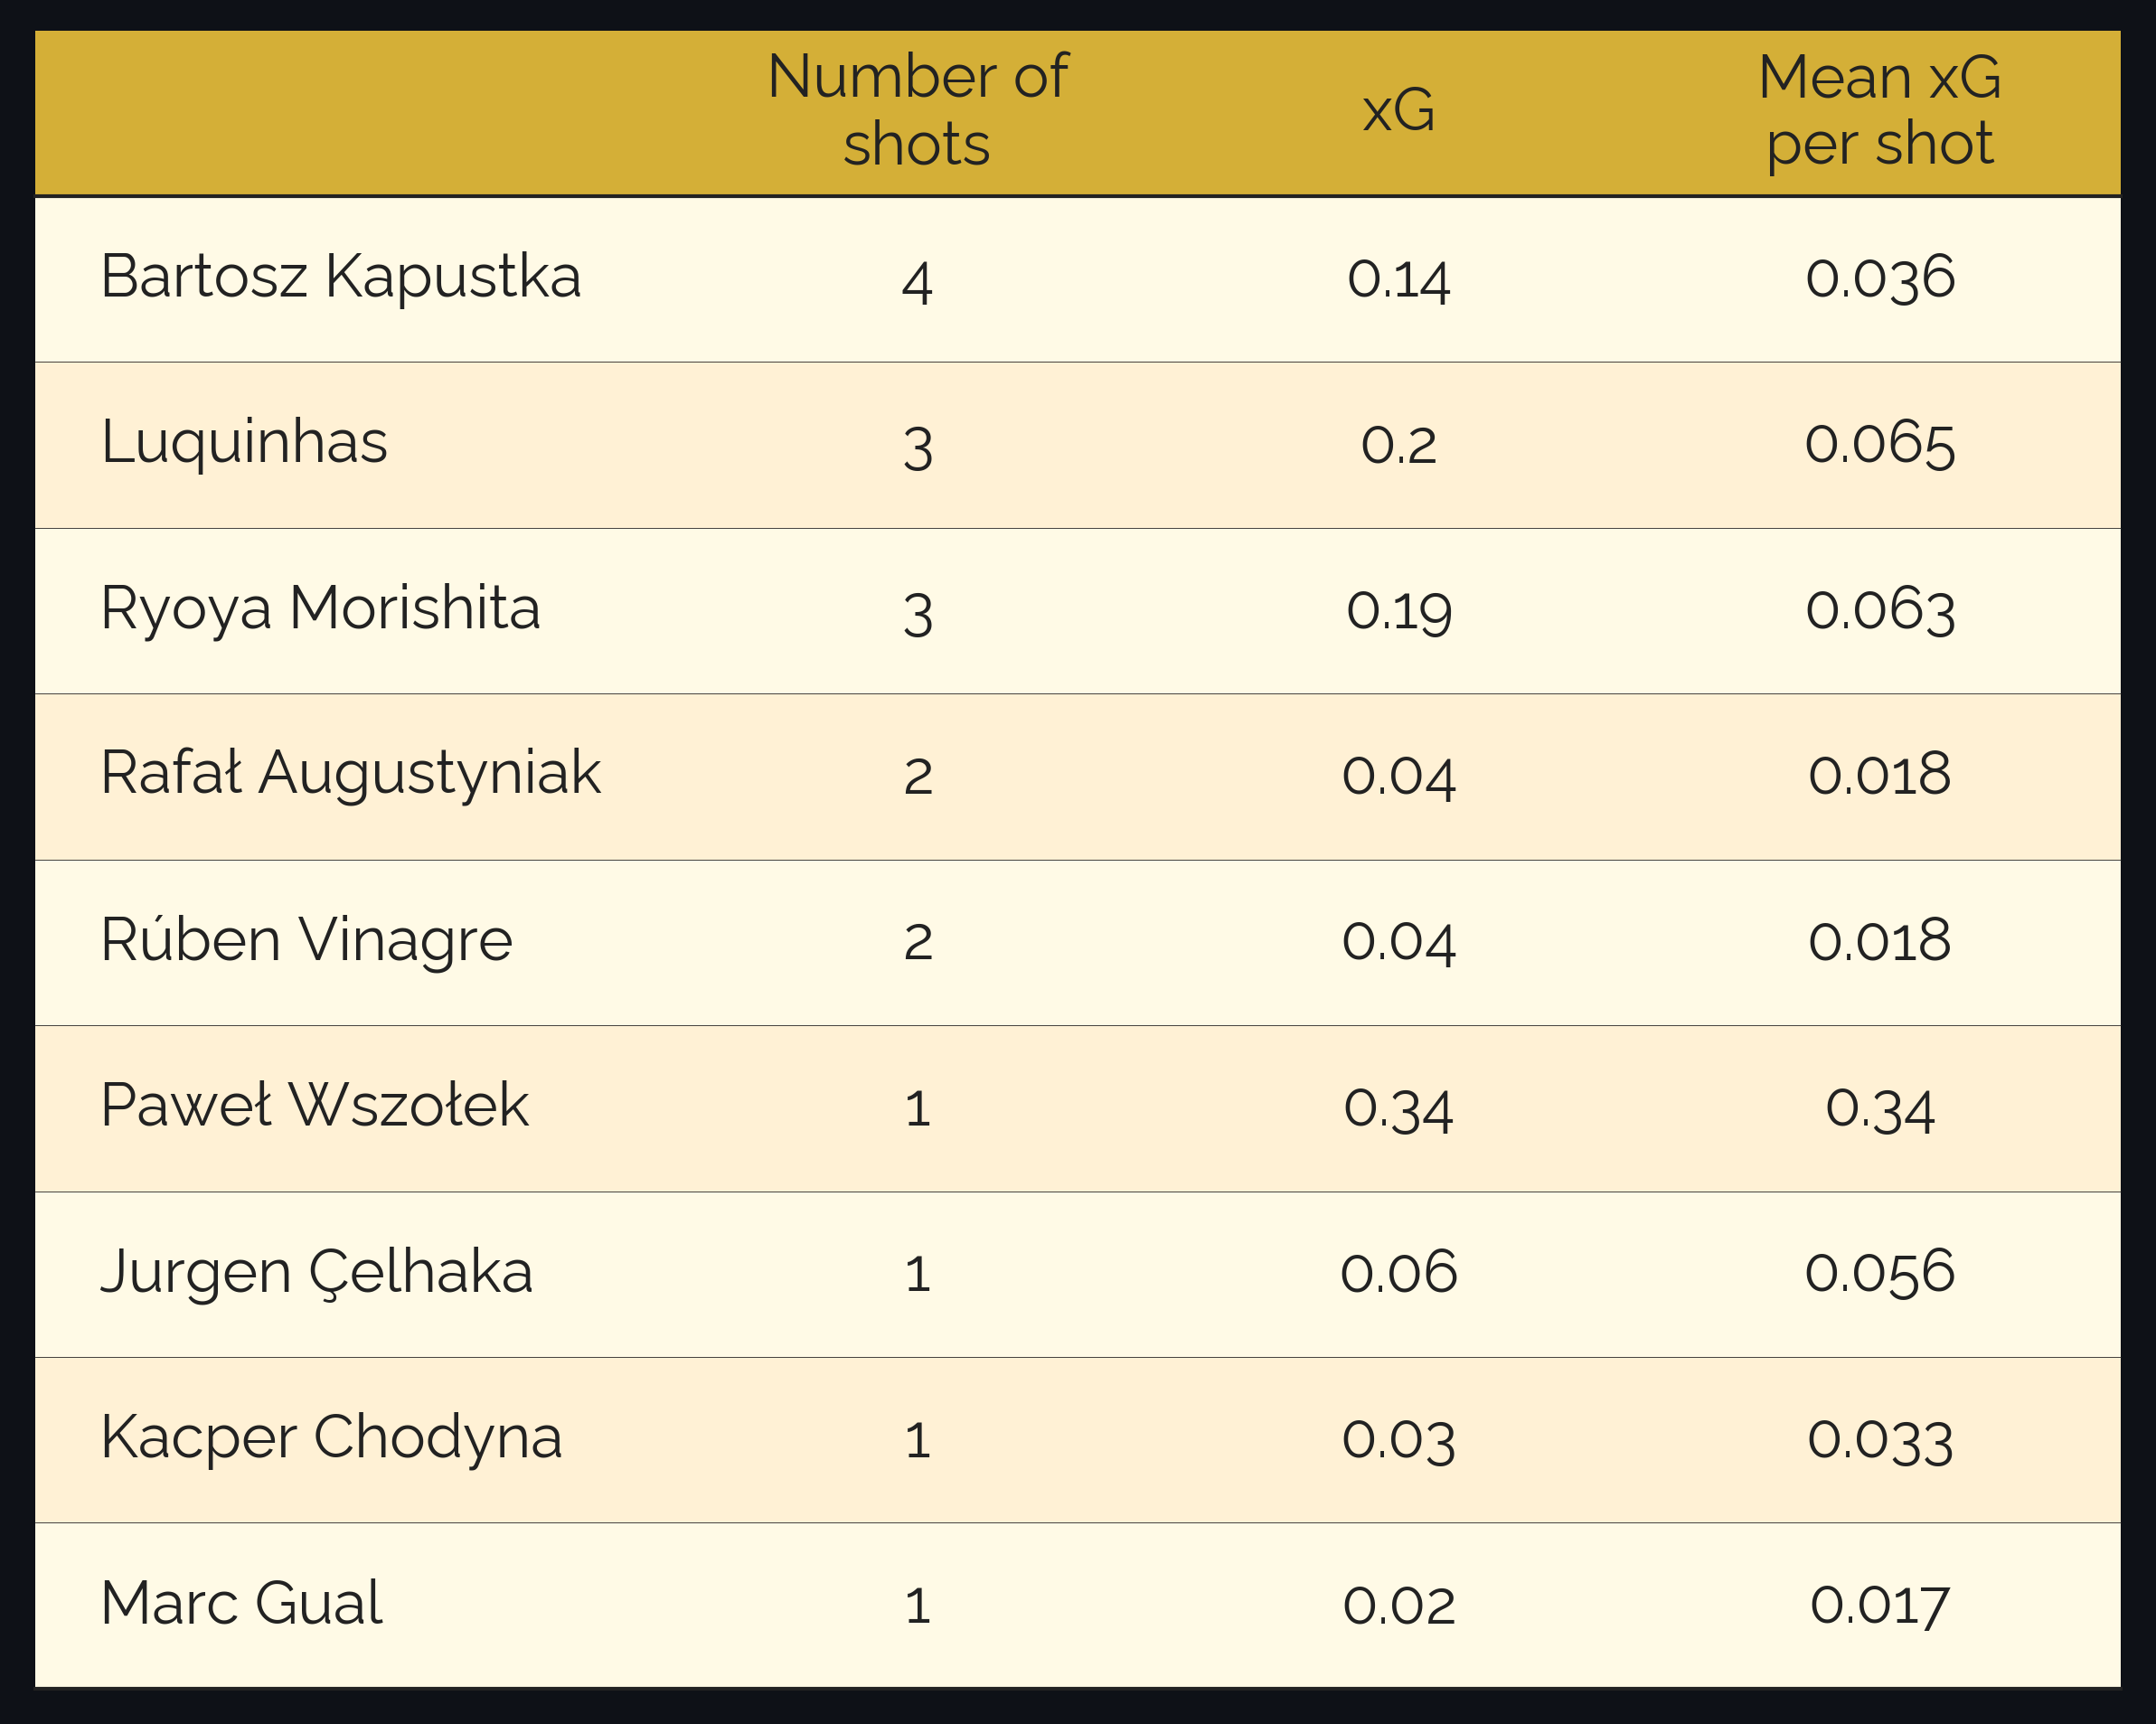 Number of shots xG Mean xG per shot
Bartosz Kapustka 4 0.14 0.036
Luquinhas 3 0.2 0.065
Ryoya Morishita 3 0.19 0.063
Rafał Augustyniak 2 0.04 0.018
Rúben Vinagre 2 0.04 0.018
Paweł Wszołek 1 0.34 0.34
Jurgen Çelhaka 1 0.06 0.056
Kacper Chodyna 1 0.03 0.033
Marc Gual 1 0.02 0.017